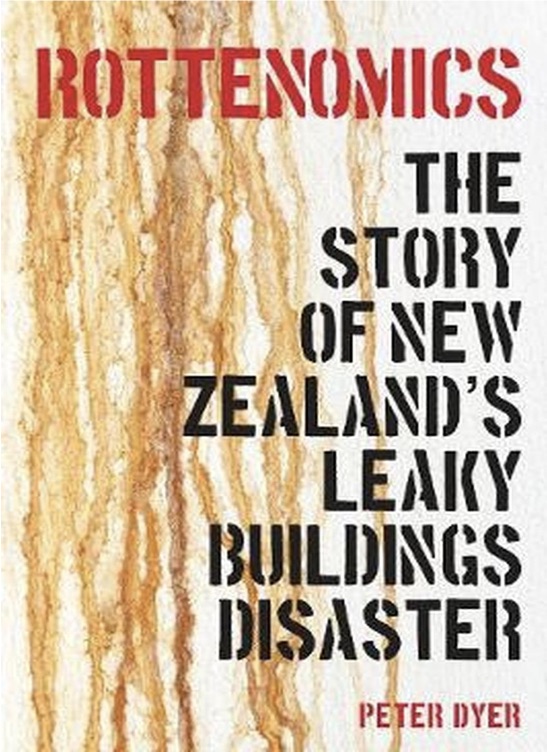 ROTTENOMICS
THE
STORY
OF NEW
ZEALAND'S
LEAKY
BUILDINGS
DISASTER
PETER DYER